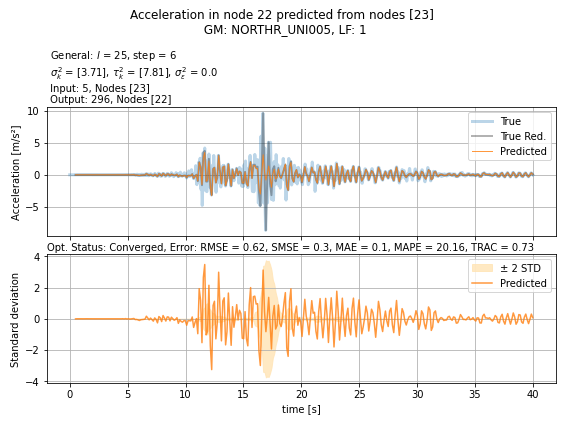 Acceleration in node 22 predicted from nodes [23]
GM: NORTHR_UNI005, LF: 1
General: l = 25, step = 6
σ²ₖ = [3.71], τ²ₖ = [7.81], σ²ε = 0.0
Input: 5, Nodes [23]
Output: 296, Nodes [22]
Acceleration [m/s²]
10
5
0
−5
True
True Red.
Predicted
Opt. Status: Converged, Error: RMSE = 0.62, SMSE = 0.3, MAE = 0.1, MAPE = 20.16, TRAC = 0.73
Standard deviation
4
2
0
−2
−4
± 2 STD
Predicted
0 5 10 15 20 25 30 35 40
time [s]